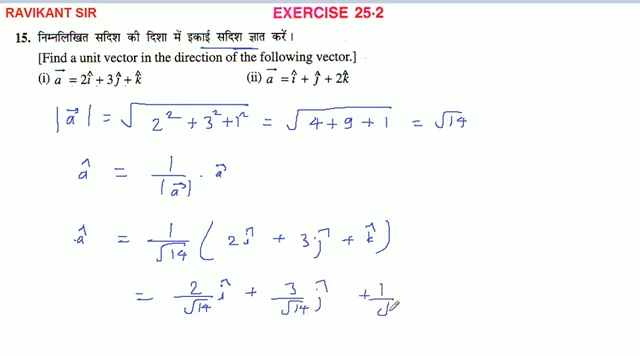 RAVIKANT SIR
EXERCISE 25·2
15. निम्नलिखित सदिश की दिशा में इकाई सदिश ज्ञात करें।
[Find a unit vector in the direction of the following vector.]
(i) a⃗ = 2î + 3ĵ + k̂ (ii) a⃗ = î + ĵ + 2k̂
|a⃗| = √(2² + 3² + 1²) = √(4 + 9 + 1) = √14
â = 1/|a⃗| · a⃗
â = 1/√14 (2î + 3ĵ + k̂)
= 2/√14 î + 3/√14 ĵ + 1/√